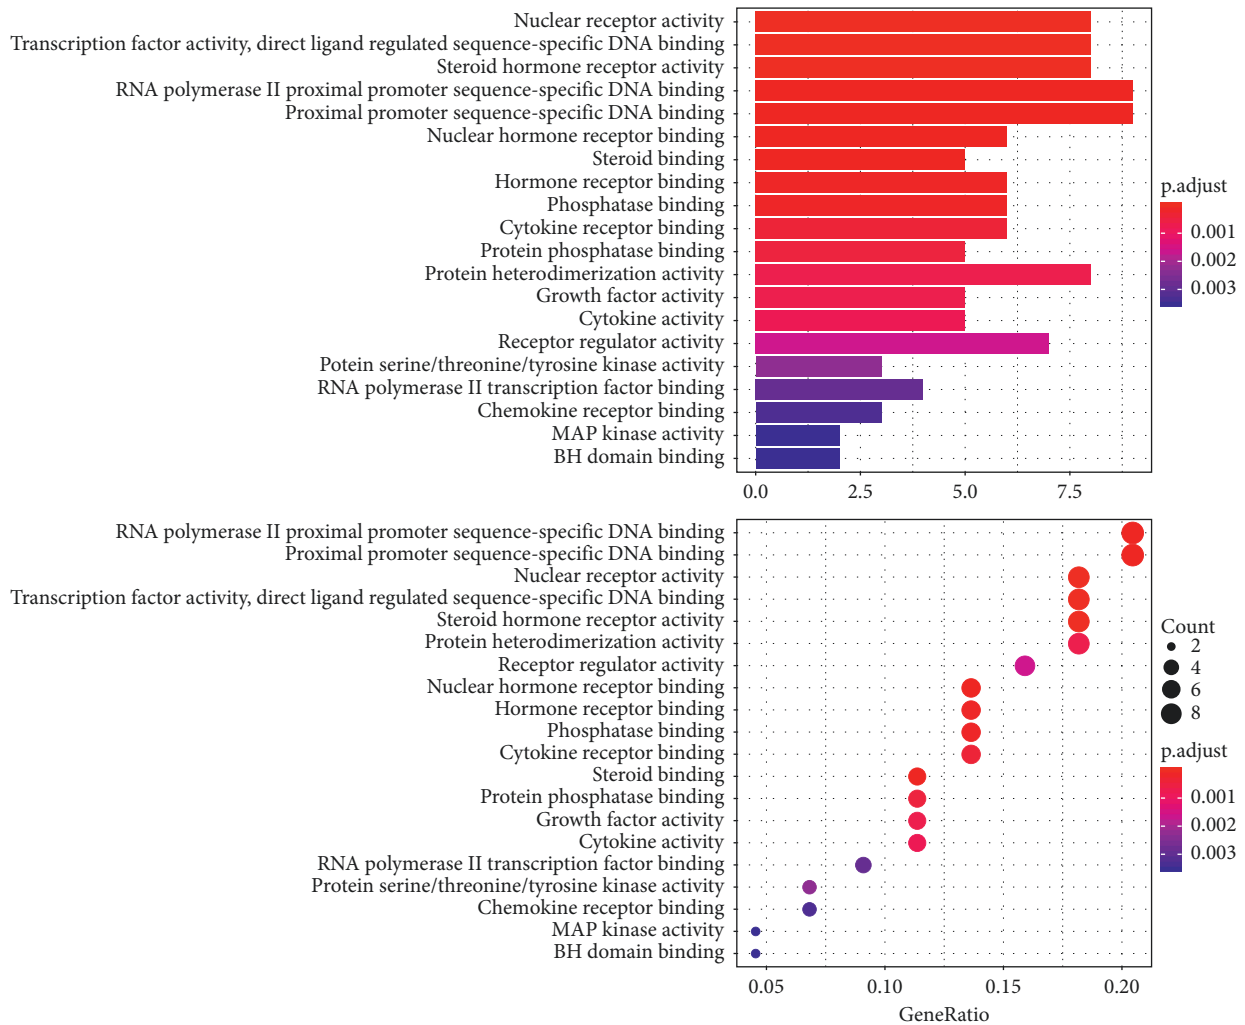 Nuclear receptor activity
Transcription factor activity, direct ligand regulated sequence-specific DNA binding
Steroid hormone receptor activity
RNA polymerase II proximal promoter sequence-specific DNA binding
Proximal promoter sequence-specific DNA binding
Nuclear hormone receptor binding
Steroid binding
Hormone receptor binding
Phosphatase binding
Cytokine receptor binding
Protein phosphatase binding
Protein heterodimerization activity
Growth factor activity
Cytokine activity
Receptor regulator activity
Potein serine/threonine/tyrosine kinase activity
RNA polymerase II transcription factor binding
Chemokine receptor binding
MAP kinase activity
BH domain binding
0.0 2.5 5.0 7.5
p.adjust
0.001
0.002
0.003
RNA polymerase II proximal promoter sequence-specific DNA binding
Proximal promoter sequence-specific DNA binding
Nuclear receptor activity
Transcription factor activity, direct ligand regulated sequence-specific DNA binding
Steroid hormone receptor activity
Protein heterodimerization activity
Receptor regulator activity
Nuclear hormone receptor binding
Hormone receptor binding
Phosphatase binding
Cytokine receptor binding
Steroid binding
Protein phosphatase binding
Growth factor activity
Cytokine activity
RNA polymerase II transcription factor binding
Protein serine/threonine/tyrosine kinase activity
Chemokine receptor binding
MAP kinase activity
BH domain binding
0.05 0.10 0.15 0.20
GeneRatio
Count
2
4
6
8
p.adjust
0.001
0.002
0.003